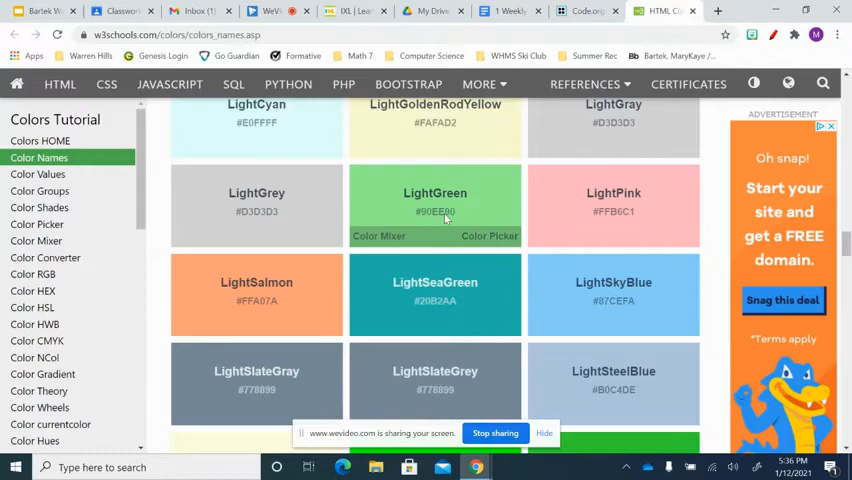 Bartek W
Classwork
Inbox (1)
WeVi
IXL | Lear
My Drive
1 Weekly
Code.org
HTML Co
w3schools.com/colors/colors_names.asp
Apps
Warren Hills
Genesis Login
Go Guardian
Formative
Math 7
Computer Science
WHMS Ski Club
Summer Rec
Bartek, MaryKaye /...
M
HTML
CSS
JAVASCRIPT
SQL
PYTHON
PHP
BOOTSTRAP
MORE
REFERENCES
CERTIFICATES
Colors Tutorial
Colors HOME
Color Names
Color Values
Color Groups
Color Shades
Color Picker
Color Mixer
Color Converter
Color RGB
Color HEX
Color HSL
Color HWB
Color CMYK
Color NCol
Color Gradient
Color Theory
Color Wheels
Color currentcolor
Color Hues
LightCyan
#E0FFFF
LightGoldenRodYellow
#FAFAD2
LightGray
#D3D3D3
LightGrey
#D3D3D3
LightGreen
#90EE90
Color Mixer
Color Picker
LightPink
#FFB6C1
LightSalmon
#FFA07A
LightSeaGreen
#20B2AA
LightSkyBlue
#87CEFA
LightSlateGray
#778899
LightSlateGrey
#778899
LightSteelBlue
#B0C4DE
ADVERTISEMENT
Oh snap!
Start your
site and
get a FREE
domain.
Snag this deal
*Terms apply
www.wevideo.com is sharing your screen.
Stop sharing
Hide
Type here to search
5:36 PM
1/12/2021